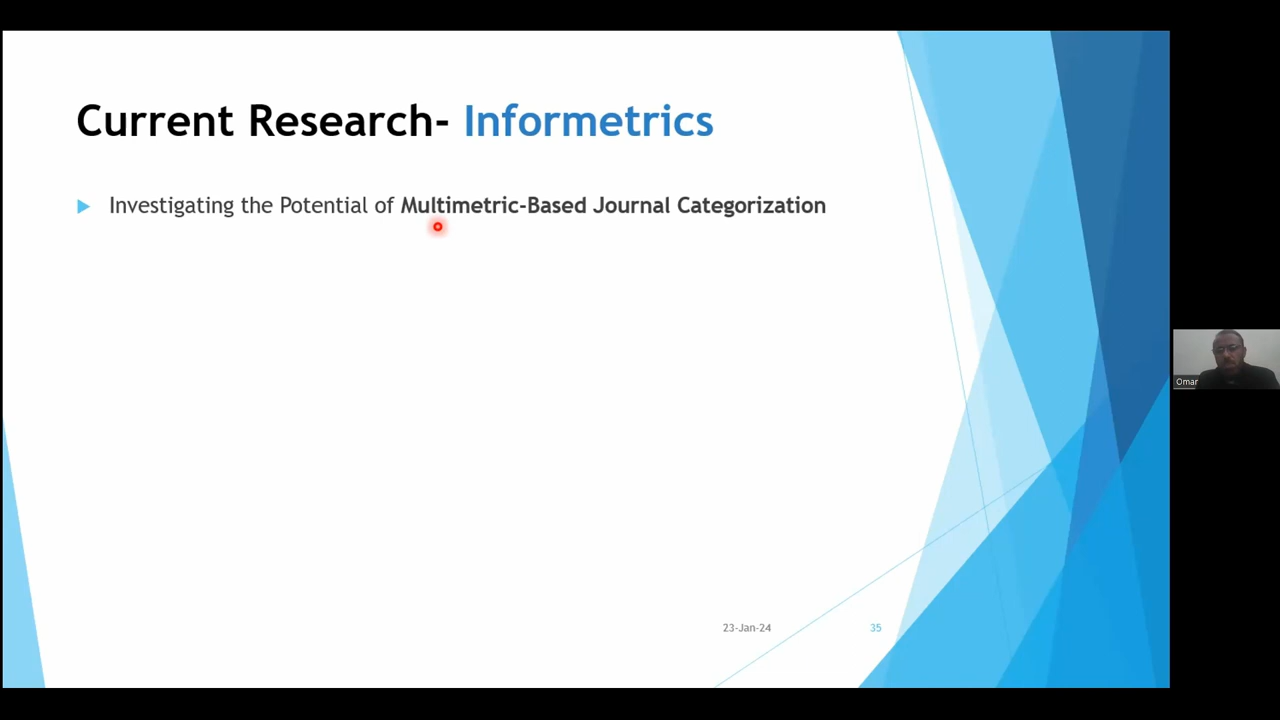 Current Research- Informetrics
Investigating the Potential of Multimetric-Based Journal Categorization
Omar
23-Jan-24
35